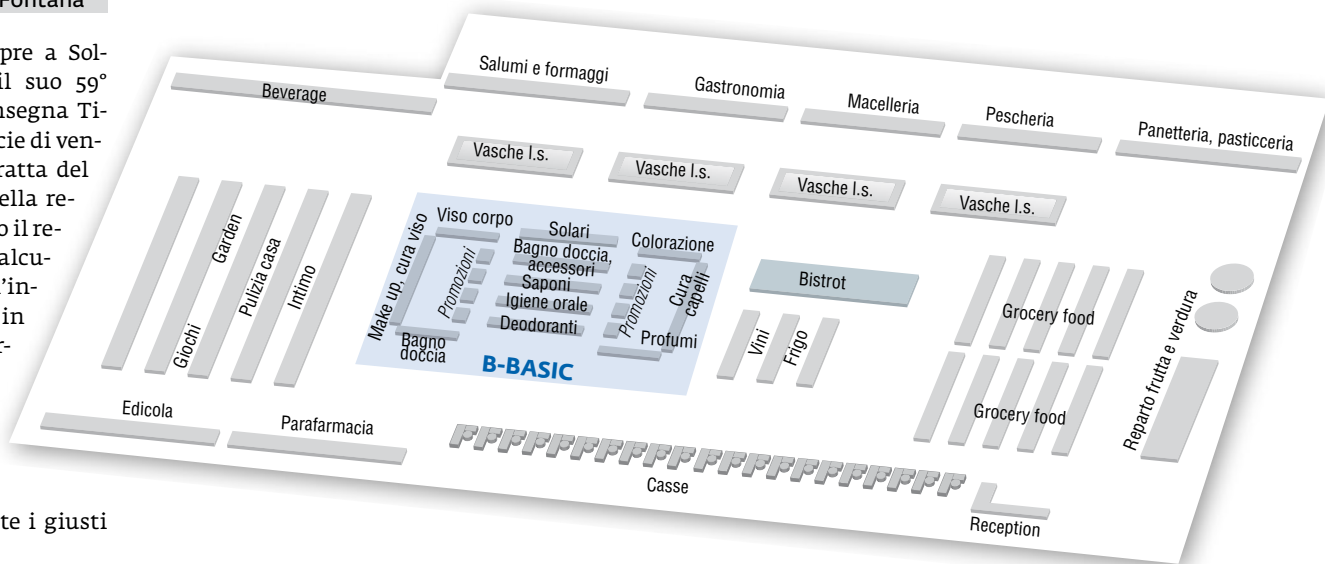 Fontana
pre a Sol-
il suo 59°
nsegna Ti-
cie di ven-
ratta del
ella re-
o il re-
alcu-
l'in-
in
r-
te i giusti
Beverage
Salumi e formaggi
Gastronomia
Macelleria
Pescheria
Panetteria, pasticceria
Vasche l.s.
Vasche l.s.
Vasche l.s.
Vasche l.s.
Giochi
Garden
Pulizia casa
Intimo
Make up, cura viso
Viso corpo
Promozioni
Solari
Bagno doccia,
accessori
Saponi
Igiene orale
Deodoranti
Colorazione
Promozioni
Cura
capelli
Profumi
Bagno
doccia
B-BASIC
Bistrot
Vini
Frigo
Grocery food
Grocery food
Reparto frutta e verdura
Edicola
Parafarmacia
Casse
Reception